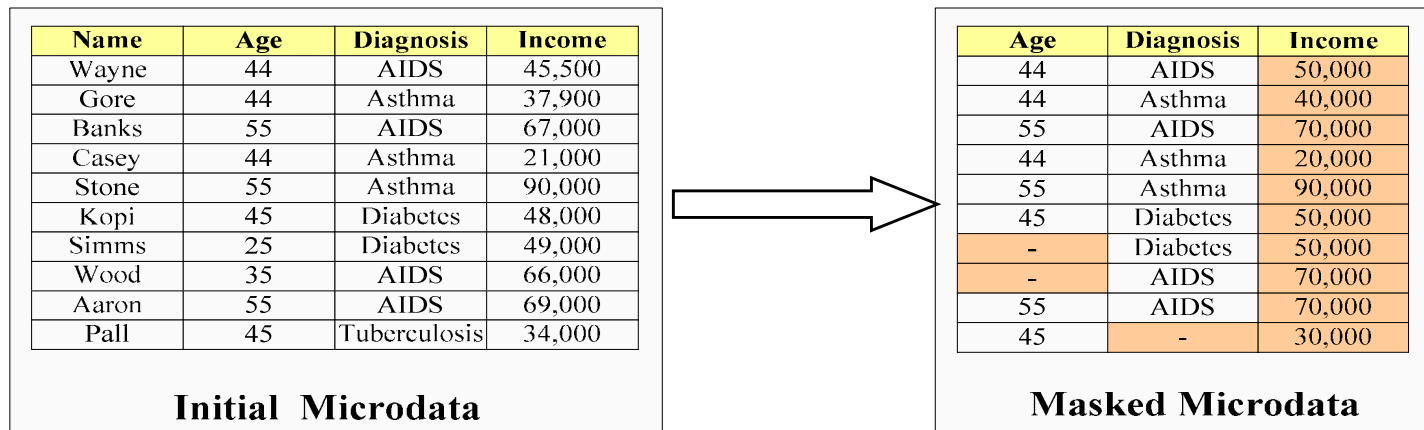 Name Age Diagnosis Income
Wayne 44 AIDS 45,500
Gore 44 Asthma 37,900
Banks 55 AIDS 67,000
Casey 44 Asthma 21,000
Stone 55 Asthma 90,000
Kopi 45 Diabetes 48,000
Simms 25 Diabetes 49,000
Wood 35 AIDS 66,000
Aaron 55 AIDS 69,000
Pall 45 Tuberculosis 34,000
Initial Microdata
Age Diagnosis Income
44 AIDS 50,000
44 Asthma 40,000
55 AIDS 70,000
44 Asthma 20,000
55 Asthma 90,000
45 Diabetes 50,000
- Diabetes 50,000
- AIDS 70,000
55 AIDS 70,000
45 - 30,000
Masked Microdata